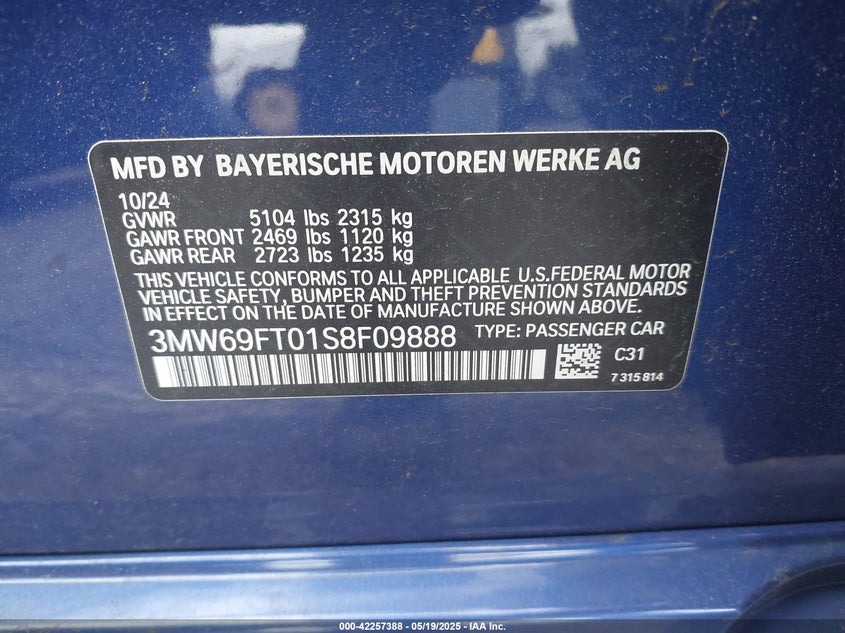 MFD BY BAYERISCHE MOTOREN WERKE AG
10/24
GVWR 5104 lbs 2315 kg
GAWR FRONT 2469 lbs 1120 kg
GAWR REAR 2723 lbs 1235 kg
THIS VEHICLE CONFORMS TO ALL APPLICABLE U.S.FEDERAL MOTOR
VEHICLE SAFETY, BUMPER AND THEFT PREVENTION STANDARDS
IN EFFECT ON THE DATE OF MANUFACTURE SHOWN ABOVE.
3MW69FT01S8F09888 TYPE: PASSENGER CAR
C31
7 315 814
000-42257388 - 05/19/2025 - IAA Inc.